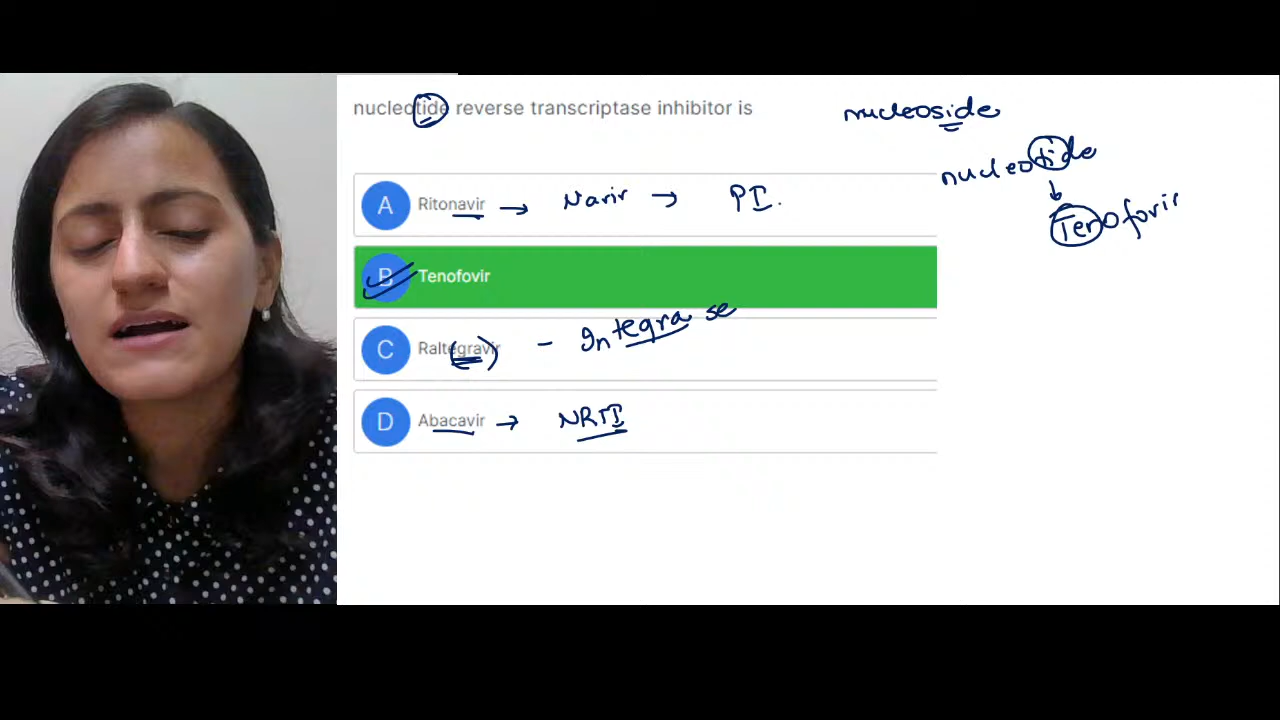 nucleotide reverse transcriptase inhibitor is
nucleoside
nucleotide
↓
Tenofovir
A Ritonavir → Navir → PI.
B Tenofovir
C Raltegravir - Integrase
D Abacavir → NRTI